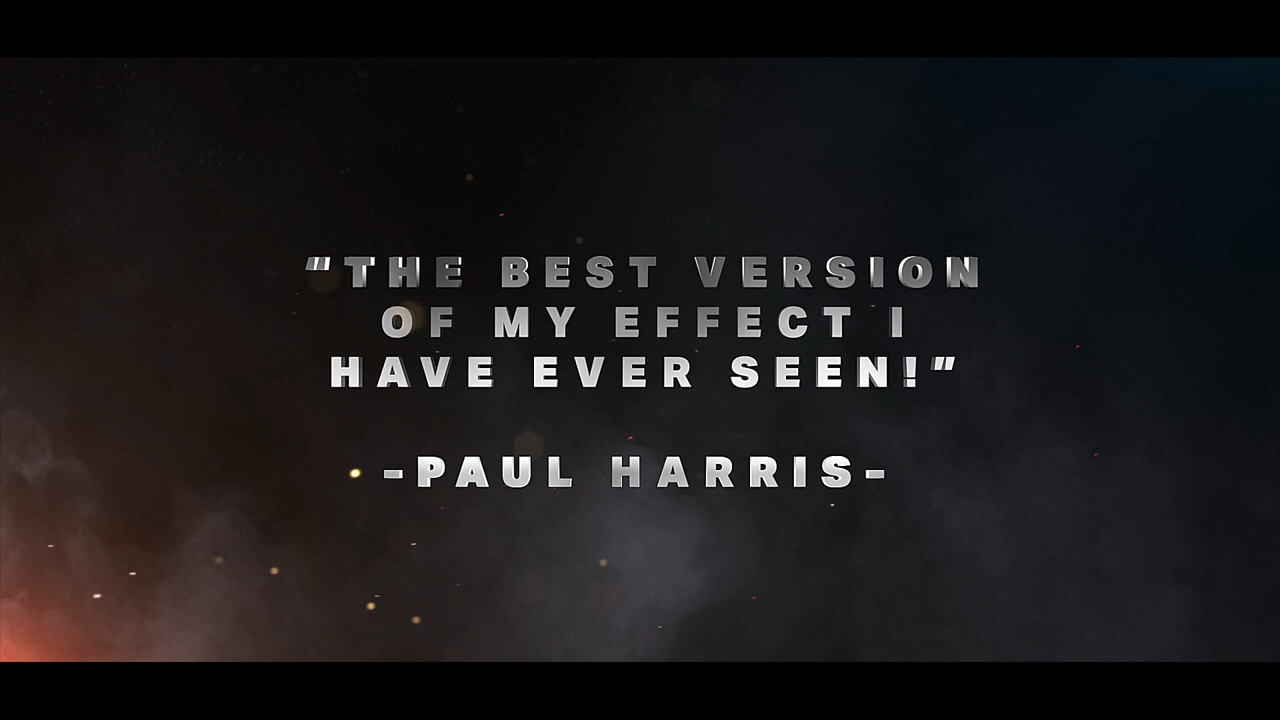 "THE BEST VERSION
OF MY EFFECT I
HAVE EVER SEEN!"
-PAUL HARRIS-